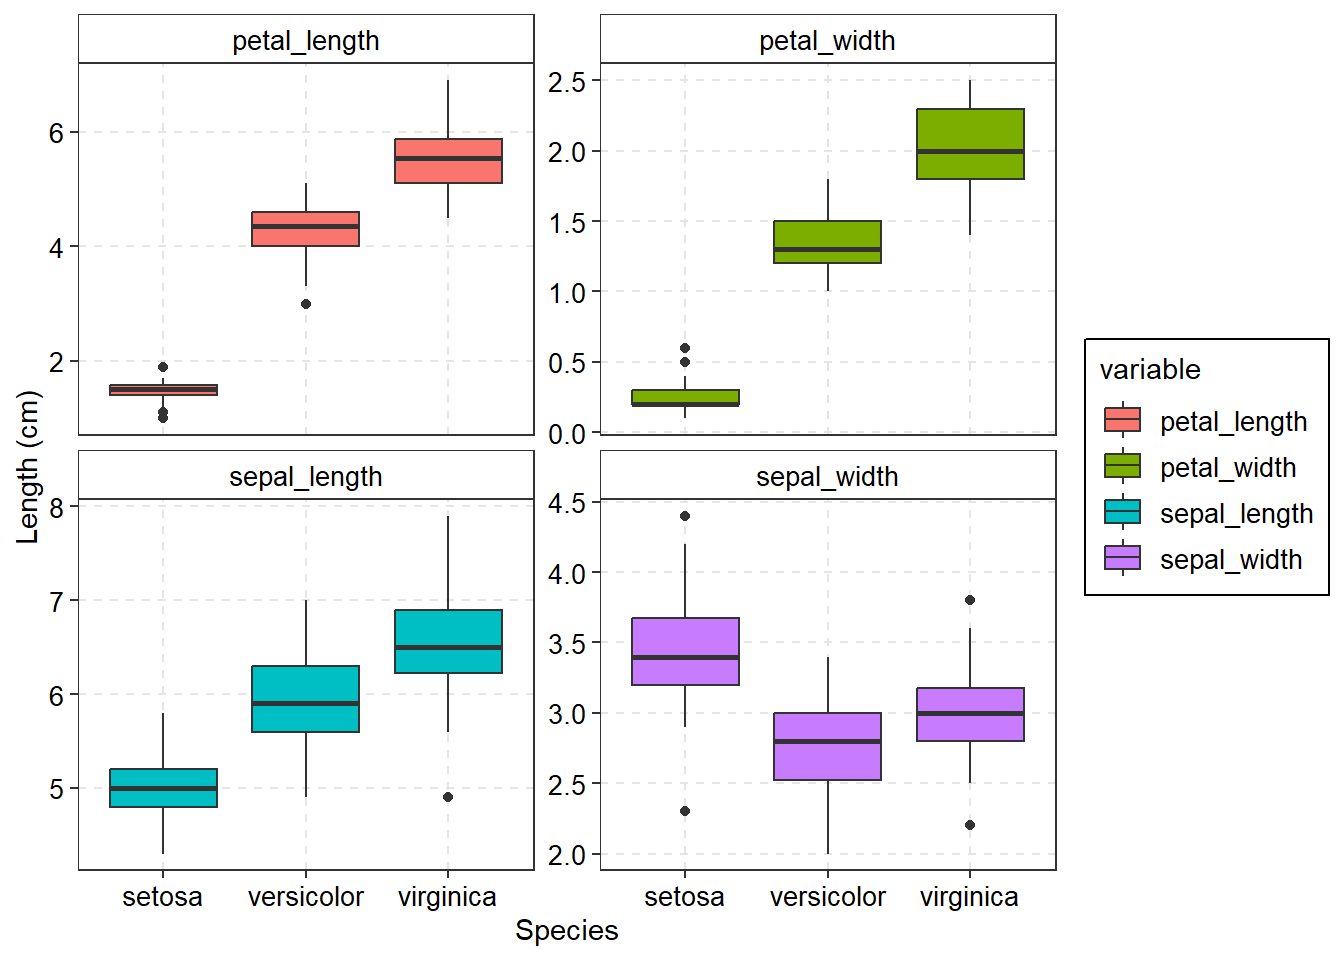 petal_length
petal_width
6
4
2
2.5
2.0
1.5
1.0
0.5
0.0
sepal_length
sepal_width
8
7
6
5
4.5
4.0
3.5
3.0
2.5
2.0
setosa versicolor virginica
setosa versicolor virginica
Species
Length (cm)
variable
petal_length
petal_width
sepal_length
sepal_width